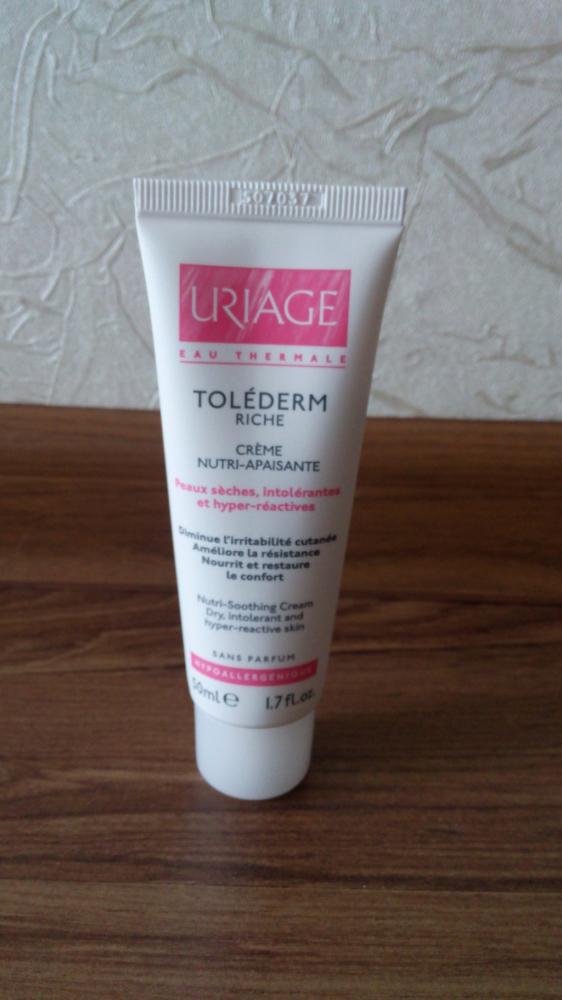 507037
URIAGE
EAU THERMALE
TOLÉDERM
RICHE
CRÈME
NUTRI-APAISANTE
Peaux sèches, intolérantes
et hyper-réactives
Diminue l'irritabilité cutanée
Améliore la résistance
Nourrit et restaure
le confort
Nutri-Soothing Cream
Dry, intolerant and
hyper-reactive skin
SANS PARFUM
HYPOALLERGÉNIQUE
50ml e 1.7 fl.oz.